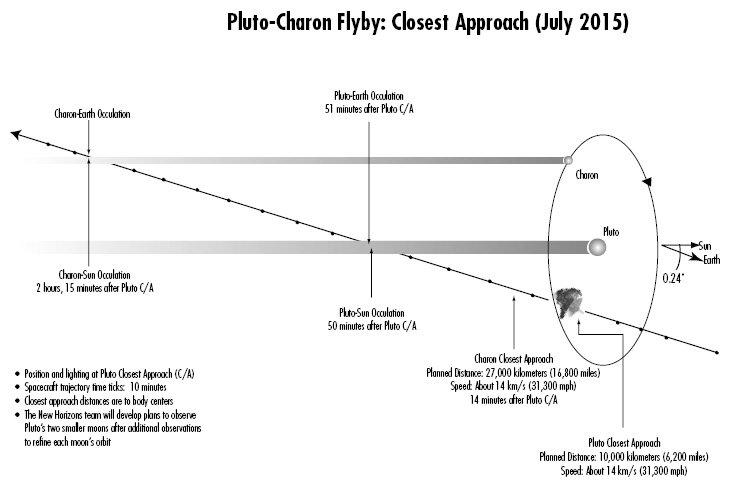 Pluto-Charon Flyby: Closest Approach (July 2015)
Pluto-Earth Occulation
51 minutes after Pluto C/A
Charon-Earth Occulation
Charon
Pluto
Sun
Earth
0.24°
Charon-Sun Occulation
2 hours, 15 minutes after Pluto C/A
Pluto-Sun Occulation
50 minutes after Pluto C/A
Charon Closest Approach
Planned Distance: 27,000 kilometers (16,800 miles)
Speed: About 14 km/s (31,300 mph)
14 minutes after Pluto C/A
• Position and lighting at Pluto Closest Approach (C/A)
• Spacecraft trajectory time ticks: 10 minutes
• Closest approach distances are to body centers
• The New Horizons team will develop plans to observe
Pluto's two smaller moons after additional observations
to refine each moon's orbit
Pluto Closest Approach
Planned Distance: 10,000 kilometers (6,200 miles)
Speed: About 14 km/s (31,300 mph)